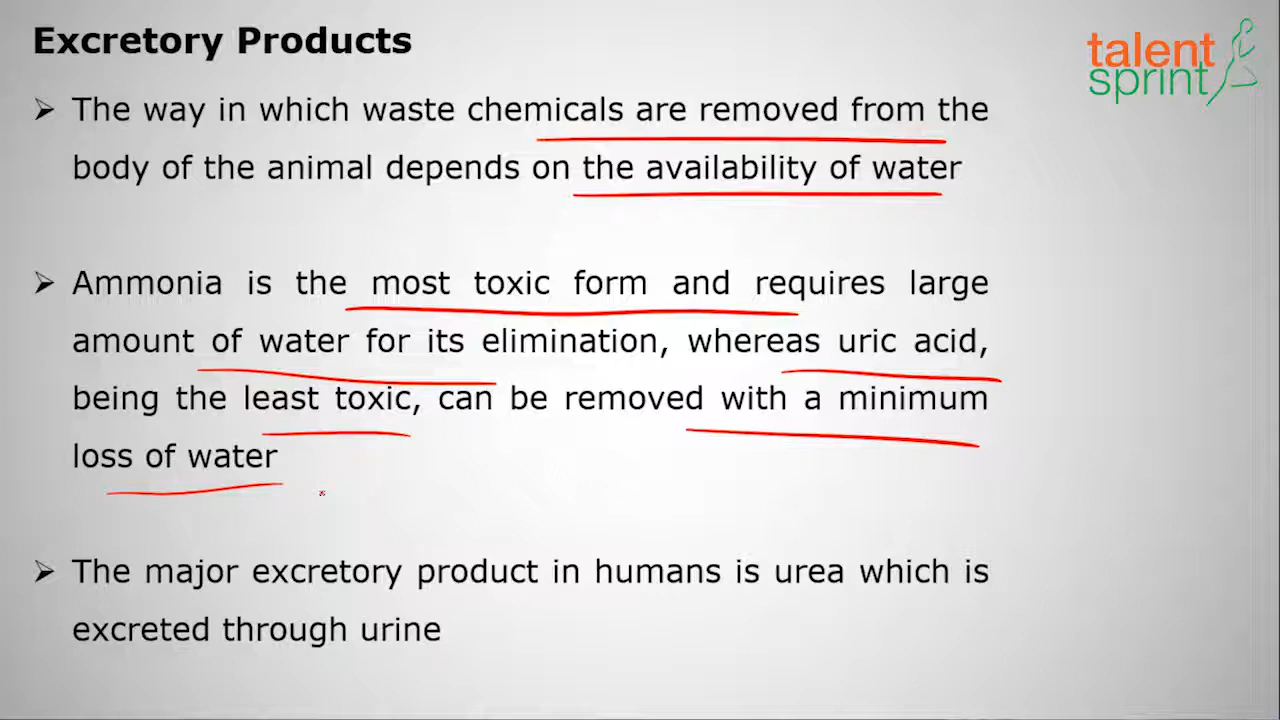 Excretory Products
talent
sprint
➢ The way in which waste chemicals are removed from the
body of the animal depends on the availability of water
➢ Ammonia is the most toxic form and requires large
amount of water for its elimination, whereas uric acid,
being the least toxic, can be removed with a minimum
loss of water
➢ The major excretory product in humans is urea which is
excreted through urine